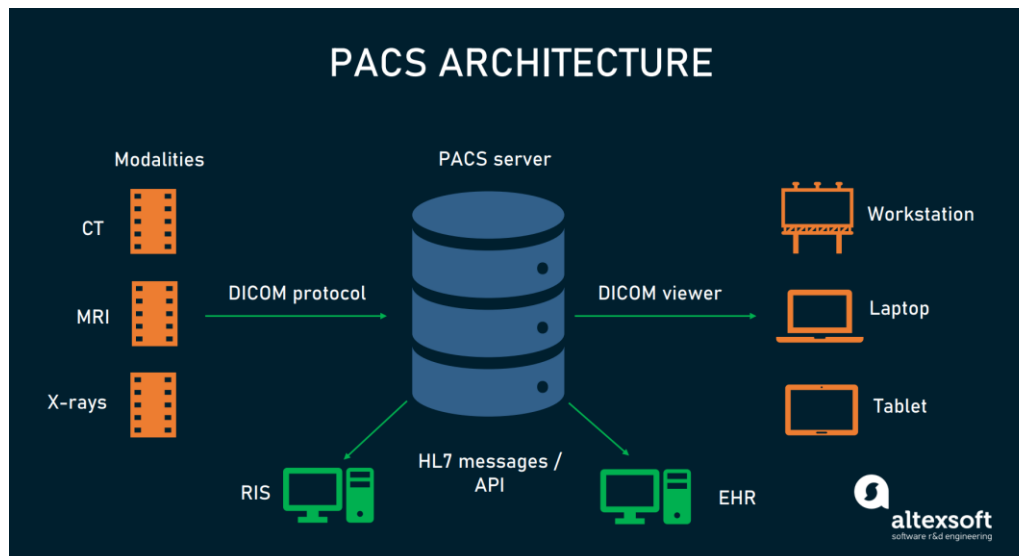 PACS ARCHITECTURE
Modalities
PACS server
CT
MRI
X-rays
DICOM protocol
DICOM viewer
Workstation
Laptop
Tablet
RIS
HL7 messages /
API
EHR
altexsoft
software r&d engineering